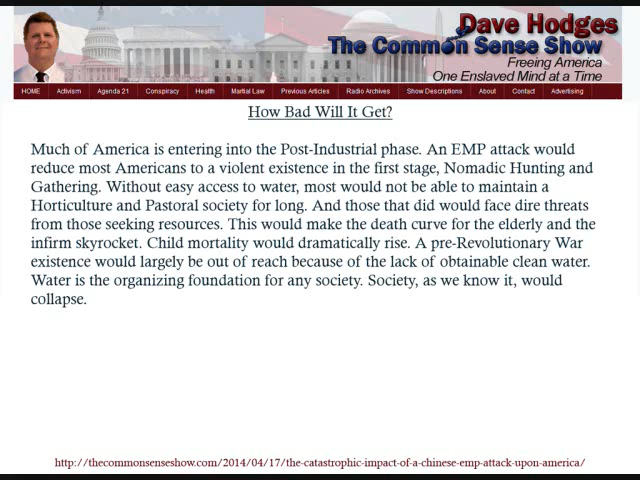 Dave Hodges
The Common Sense Show
Freeing America
One Enslaved Mind at a Time
HOME Activism Agenda 21 Conspiracy Health Martial Law Previous Articles Radio Archives Show Descriptions About Contact Advertising
How Bad Will It Get?
Much of America is entering into the Post-Industrial phase. An EMP attack would
reduce most Americans to a violent existence in the first stage, Nomadic Hunting and
Gathering. Without easy access to water, most would not be able to maintain a
Horticulture and Pastoral society for long. And those that did would face dire threats
from those seeking resources. This would make the death curve for the elderly and the
infirm skyrocket. Child mortality would dramatically rise. A pre-Revolutionary War
existence would largely be out of reach because of the lack of obtainable clean water.
Water is the organizing foundation for any society. Society, as we know it, would
collapse.
http://thecommonsenseshow.com/2014/04/17/the-catastrophic-impact-of-a-chinese-emp-attack-upon-america/